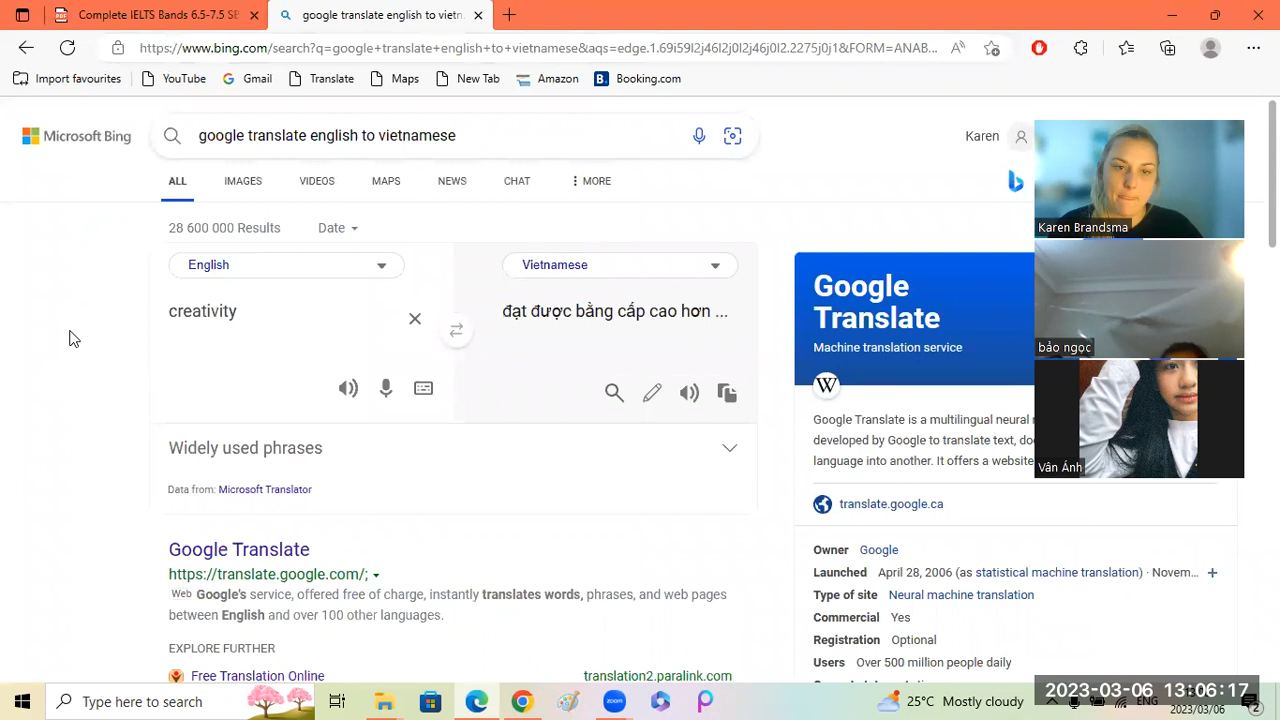 Complete IELTS Bands 6.5-7.5 SE
google translate english to vietn
https://www.bing.com/search?q=google+translate+english+to+vietnamese&aqs=edge.1.69i59l2j46l2j0l2j46j0l2.2275j0j1&FORM=ANAB...
Import favourites
YouTube
Gmail
Translate
Maps
New Tab
Amazon
Booking.com
Microsoft Bing
google translate english to vietnamese
Karen
ALL
IMAGES
VIDEOS
MAPS
NEWS
CHAT
MORE
28 600 000 Results
Date
English
Vietnamese
creativity
đạt được bằng cấp cao hơn ...
Widely used phrases
Data from: Microsoft Translator
Google Translate
https://translate.google.com/;
Web Google's service, offered free of charge, instantly translates words, phrases, and web pages
between English and over 100 other languages.
EXPLORE FURTHER
Free Translation Online
translation2.paralink.com
Google
Translate
Machine translation service
W
Google Translate is a multilingual neural
developed by Google to translate text,
language into another. It offers a website
translate.google.ca
Owner Google
Launched April 28, 2006 (as statistical machine translation) · Novem...
Type of site Neural machine translation
Commercial Yes
Registration Optional
Users Over 500 million people daily
Karen Brandsma
bảo ngọc
Vân Ánh
Type here to search
25°C Mostly cloudy
ENG
2023-03-06 13:06:17
2023/03/06
2